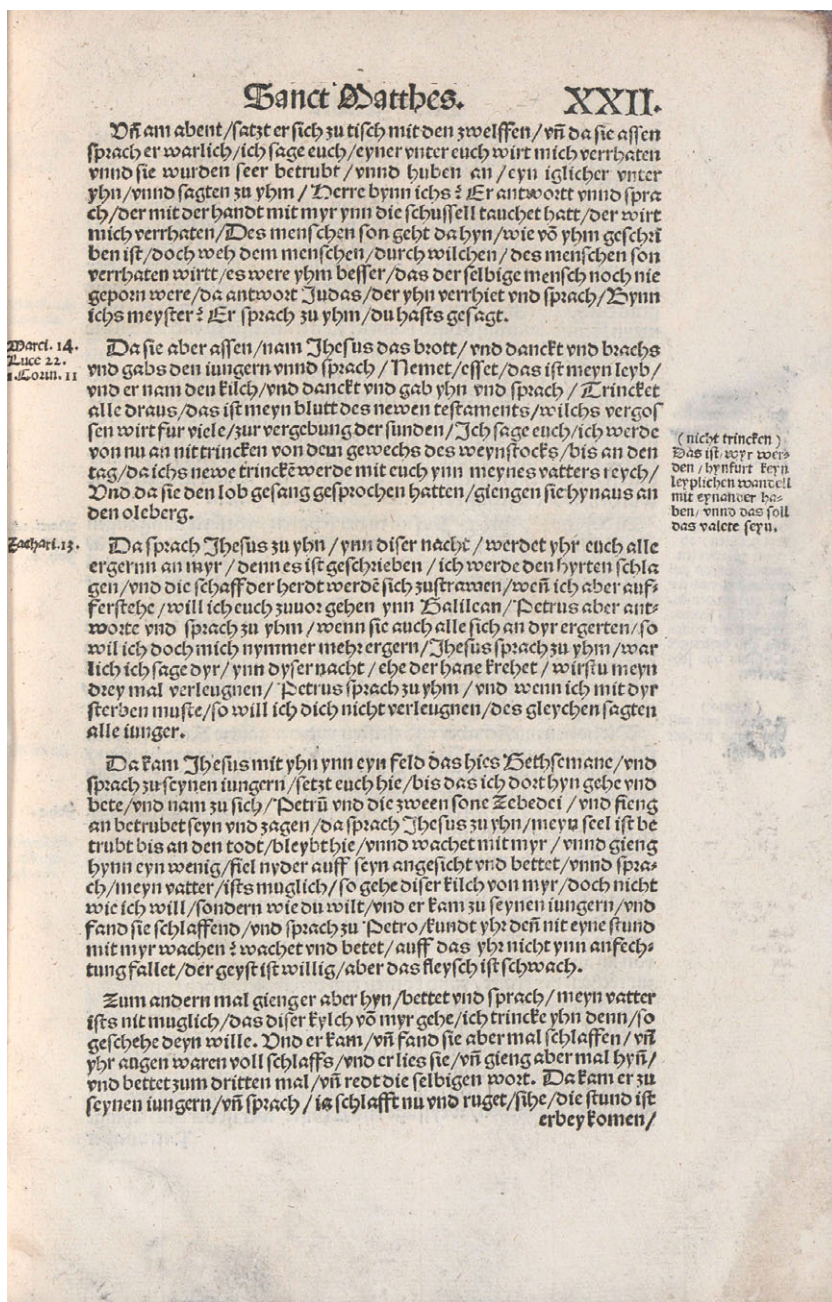 Sanct Matthes. XXII.
Vñ am abent/satzt er sich zu tisch mit den zwelffen/vñ da sie assen
sprach er warlich/ich sage euch/eyner vnter euch wirt mich verrhaten
vnnd sie wurden seer betrubt/vnnd huben an/eyn iglicher vnter
yhn/vnnd sagten zu yhm/Herre bynn ichs? Er antwortt vnnd spra
ch/der mit der handt mit myr ynn die schussell tauchet hatt/der wirt
mich verrhaten/Des menschen son geht da hyn/wie võ yhm geschri
ben ist/doch weh dem menschen/durch wilchen/des menschen son
verrhaten wirtt/es were yhm besser/das der selbige mensch noch nie
geporn were/da antwort Judas/der yhn verrhiet vnd sprach/Bynn
ichs meyster? Er sprach zu yhm/du hasts gesagt.
Marci. 14.
Luce 22.
1 Corin. 11
Da sie aber assen/nam Jhesus das brott/vnd danckt vnd brachs
vnd gabs den iungern vnnd sprach/Nemet/esset/das ist meyn leyb/
vnd er nam den kilch/vnd danckt vnd gab yhn vnd sprach/Trincket
alle draus/das ist meyn blutt des newen testaments/wilchs vergos
sen wirt fur viele/zur vergebung der sunden/Ich sage euch/ich werde
von nu an nit trincken von dem gewechs des weynstocks/bis an den
tag/da ichs newe trinckẽ werde mit euch ynn meynes vatters reych/
Vnd da sie den lob gesang gesprochen hatten/giengen sie hynaus an
den oleberg.
(nicht trincken)
Das ist/wyr wer-
den/hynfurt keyn
leyplichen wandell
mit eynander ha-
ben/vnnd das soll
das valete seyn.
Zachari. 13.
Da sprach Jhesus zu yhn/ynn diser nacht/werdet yhr euch alle
ergernn an myr/denn es ist geschrieben/ich werde den hyrten schla
gen/vnd die schaff der herdt werdẽ sich zustrawen/weñ ich aber auf-
ferstehe/will ich euch zuuor gehen ynn Galilean/Petrus aber ant-
worte vnd sprach zu yhm/wenn sie auch alle sich an dyr ergerten/so
wil ich doch mich nymmer mehr ergern/Jhesus sprach zu yhm/war
lich ich sage dyr/ynn dyser nacht/ehe der hane krehet/wirstu meyn
drey mal verleugnen/Petrus sprach zu yhm/vnd wenn ich mit dyr
sterben muste/so will ich dich nicht verleugnen/des gleychen sagten
alle iunger.
Da kam Jhesus mit yhn ynn eyn feld das hies Gethsemane/vnd
sprach zu seynen iungern/setzt euch hie/bis das ich dort hyn gehe vnd
bete/vnd nam zu sich/Petrũ vnd die zween sone Zebedei/vnd fieng
an betrubet seyn vnd zagen/da sprach Jhesus zu yhn/meyn seel ist be
trubt bis an den todt/bleybt hie/vnnd wachet mit myr/vnnd gieng
hynn eyn wenig/fiel nyder auff seyn angesicht vnd bettet/vnnd spra-
ch/meyn vatter/ists muglich/so gehe diser kilch von myr/doch nicht
wie ich will/sondern wie du wilt/vnd er kam zu seynen iungern/vnd
fand sie schlaffend/vnd sprach zu Petro/kundt yhr deñ nit eyne stund
mit myr wachen? wachet vnd betet/auff das yhr nicht ynn anfech-
tung fallet/der geyst ist willig/aber das fleysch ist schwach.
Zum andern mal gieng er aber hyn/bettet vnd sprach/meyn vatter
ists nit muglich/das diser kylch võ myr gehe/ich trincke yhn denn/so
geschehe deyn wille. Vnd er kam/vñ fand sie aber mal schlaffen/vñ
yhr augen waren voll schlaffs/vnd er lies sie/vñ gieng aber mal hyñ/
vnd bettet zum dritten mal/vñ redt die selbigen wort. Da kam er zu
seynen iungern/vñ sprach/ia schlafft nu vnd ruget/sihe/die stund ist
erbey komen/